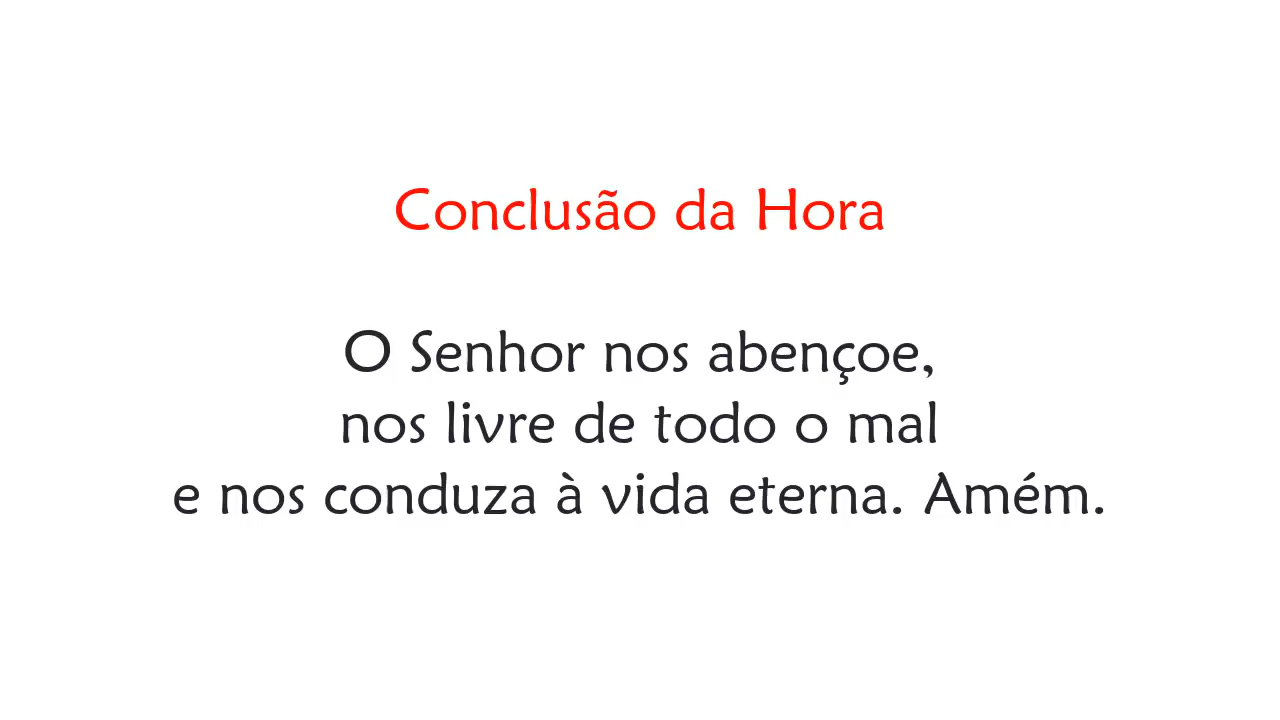 Conclusão da Hora
O Senhor nos abençoe,
nos livre de todo o mal
e nos conduza à vida eterna. Amém.